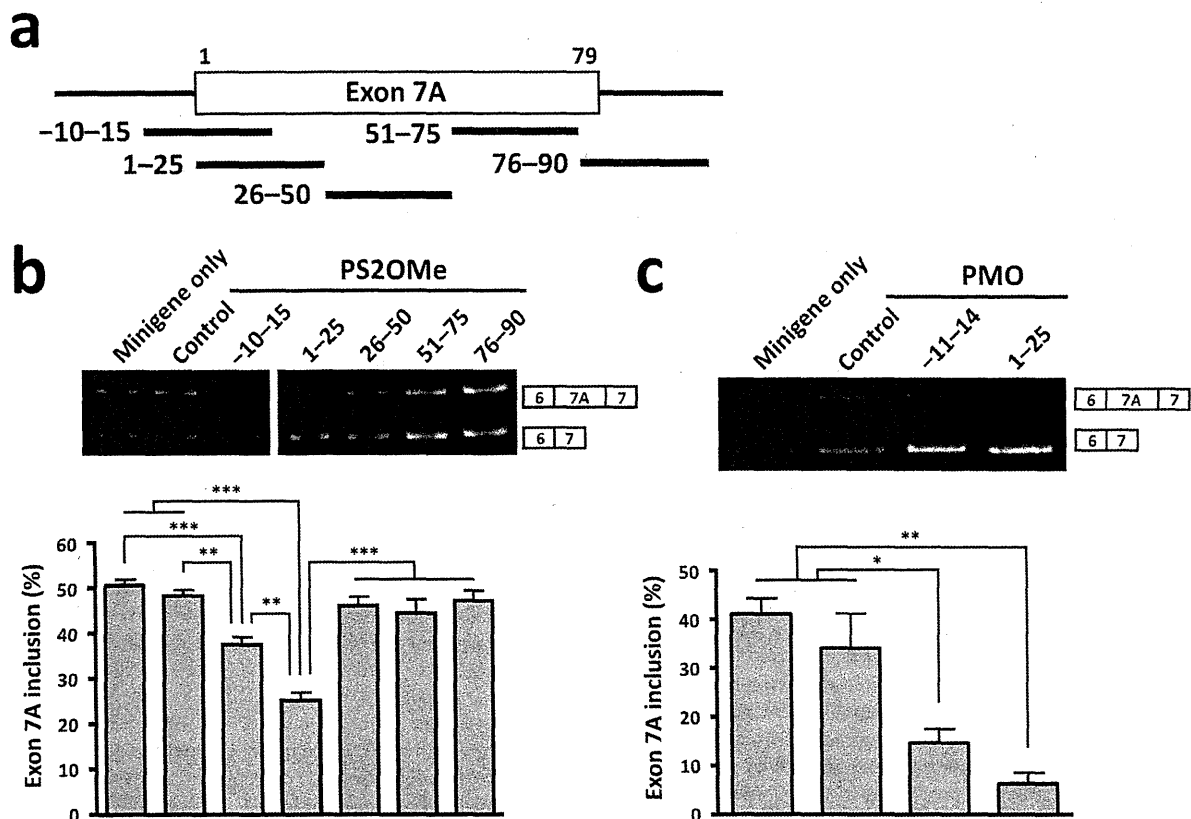 a
1 79
Exon 7A
−10–15
51–75
1–25
76–90
26–50
b
Minigene only
Control
PS2OMe
−10–15
1–25
26–50
51–75
76–90
6 7A 7
6 7
***
***
**
***
**
Exon 7A inclusion (%)
60
50
40
30
20
10
0
c
Minigene only
Control
PMO
−11–14
1–25
6 7A 7
6 7
**
*
Exon 7A inclusion (%)
50
40
30
20
10
0